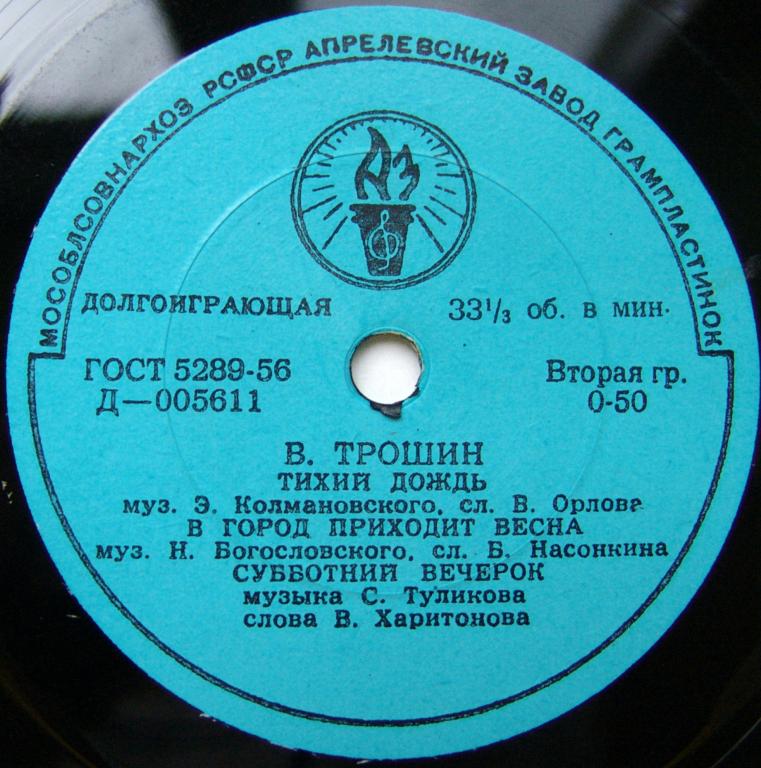 МОСОБЛСОВНАРХОЗ РСФСР АПРЕЛЕВСКИЙ ЗАВОД ГРАМПЛАСТИНОК
АЗ
ДОЛГОИГРАЮЩАЯ 33⅓ об. в мин.
ГОСТ 5289-56 Вторая гр.
Д—005611 0-50
В. ТРОШИН
ТИХИЙ ДОЖДЬ
муз. Э. Колмановского, сл. В. Орлова
В ГОРОД ПРИХОДИТ ВЕСНА
муз. Н. Богословского, сл. Б. Насонкина
СУББОТНИЙ ВЕЧЕРОК
музыка С. Туликова
слова В. Харитонова